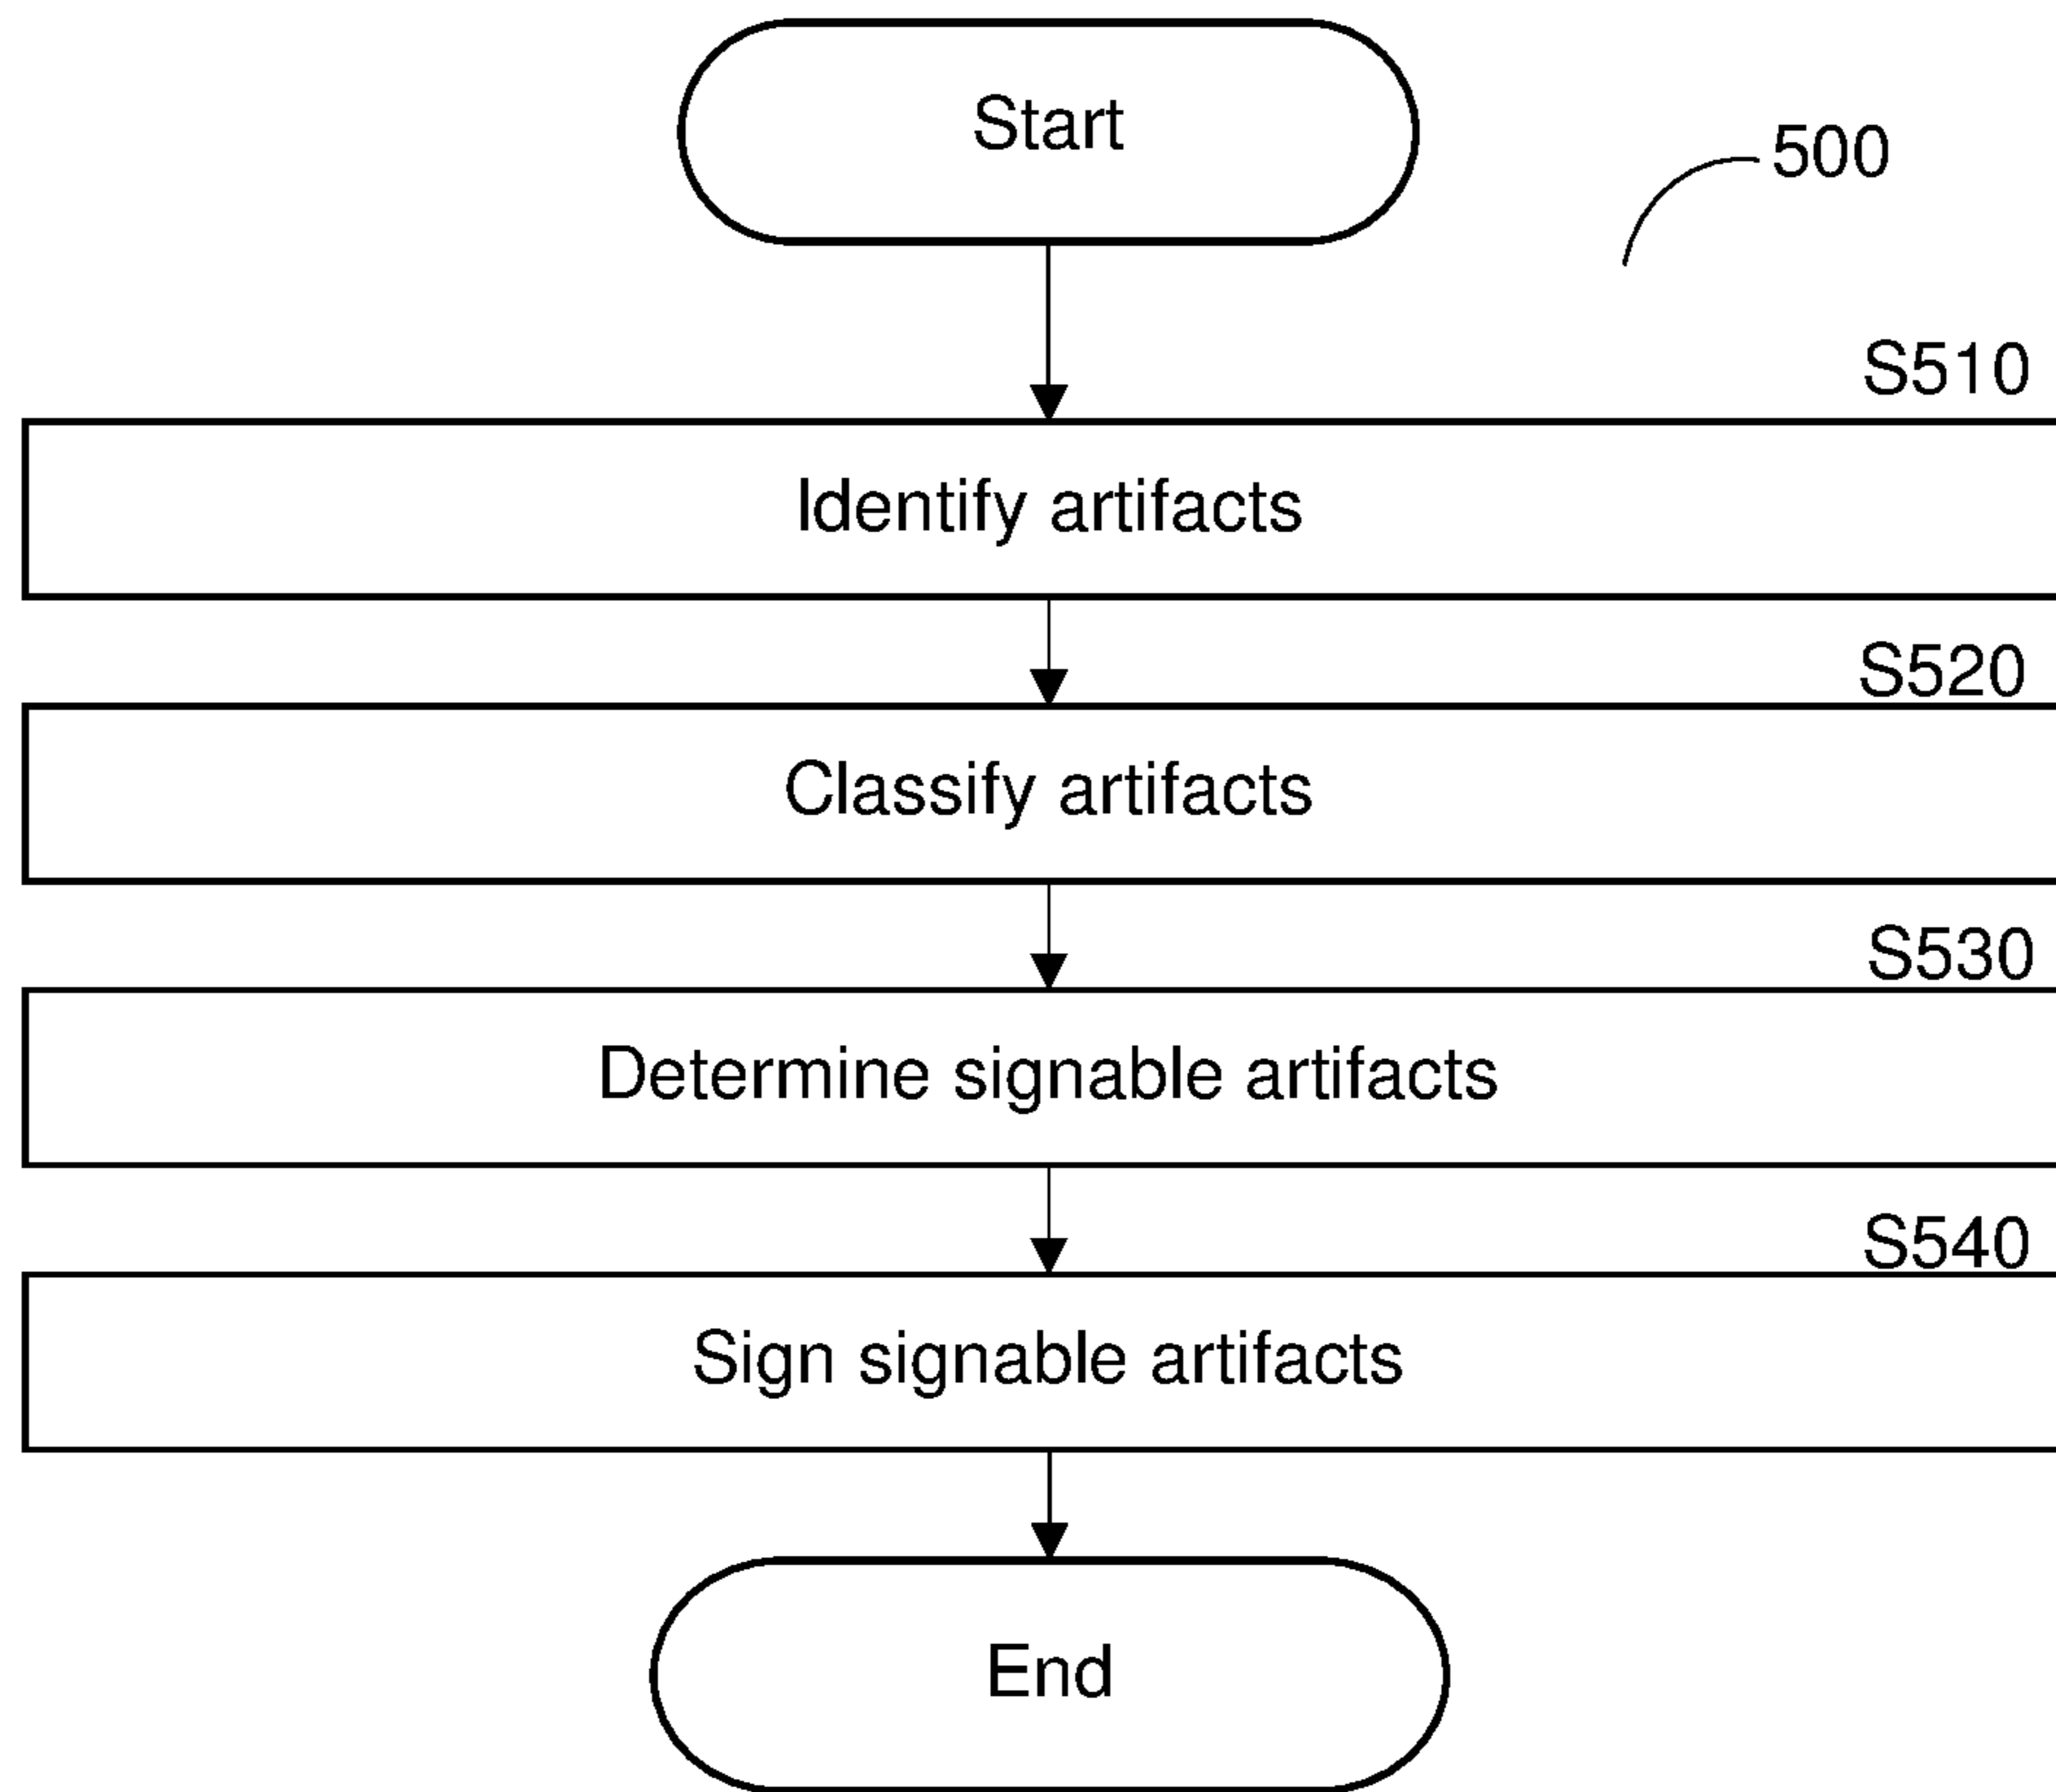 Start
500
S510
Identify artifacts
S520
Classify artifacts
S530
Determine signable artifacts
S540
Sign signable artifacts
End